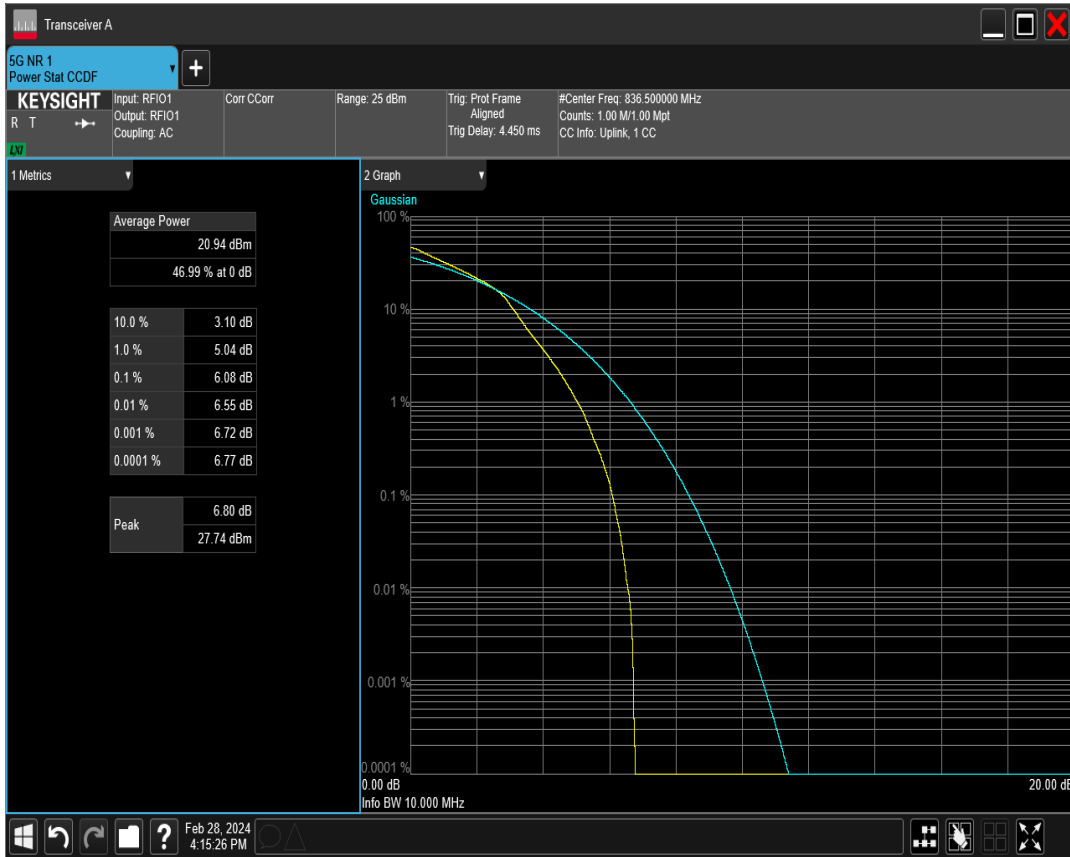 Transceiver A
5G NR 1
Power Stat CCDF
KEYSIGHT
R T
LXI
Input: RFIO1
Output: RFIO1
Coupling: AC
Corr CCorr
Range: 25 dBm
Trig: Prot Frame
Aligned
Trig Delay: 4.450 ms
#Center Freq: 836.500000 MHz
Counts: 1.00 M/1.00 Mpt
CC Info: Uplink, 1 CC
1 Metrics
Average Power
20.94 dBm
46.99 % at 0 dB
10.0 % 3.10 dB
1.0 % 5.04 dB
0.1 % 6.08 dB
0.01 % 6.55 dB
0.001 % 6.72 dB
0.0001 % 6.77 dB
Peak
6.80 dB
27.74 dBm
2 Graph
Gaussian
100 %
10 %
1 %
0.1 %
0.01 %
0.001 %
0.0001 %
0.00 dB
20.00 dB
Info BW 10.000 MHz
?
Feb 28, 2024
4:15:26 PM